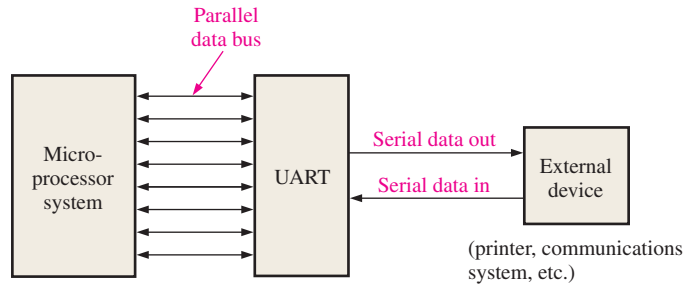 Parallel
data bus
Micro-
processor
system
UART
Serial data out
Serial data in
External
device
(printer, communications
system, etc.)